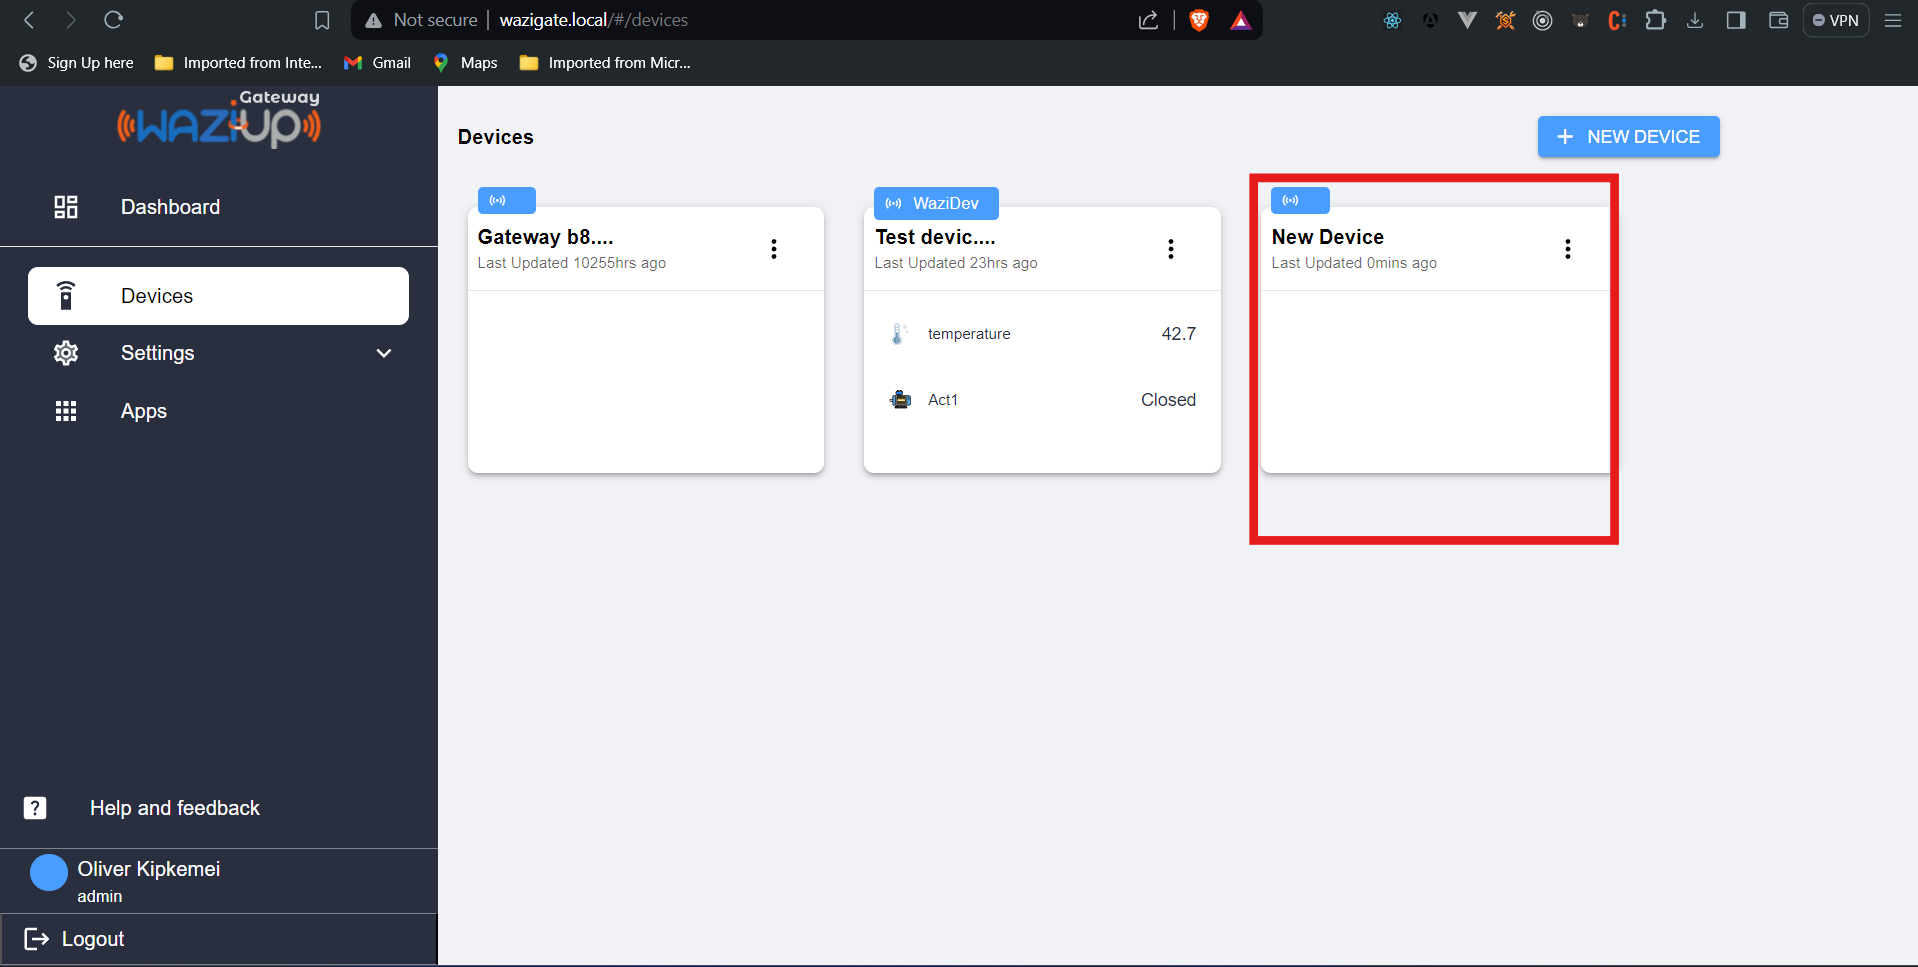 Not secure | wazigate.local/#/devices
VPN
Sign Up here Imported from Inte... Gmail Maps Imported from Micr...
Gateway
WAZIUP
Dashboard
Devices
Settings
Apps
Help and feedback
Oliver Kipkemei
admin
Logout
Devices
+ NEW DEVICE
Gateway b8....
Last Updated 10255hrs ago
WaziDev
Test devic....
Last Updated 23hrs ago
temperature 42.7
Act1 Closed
New Device
Last Updated 0mins ago